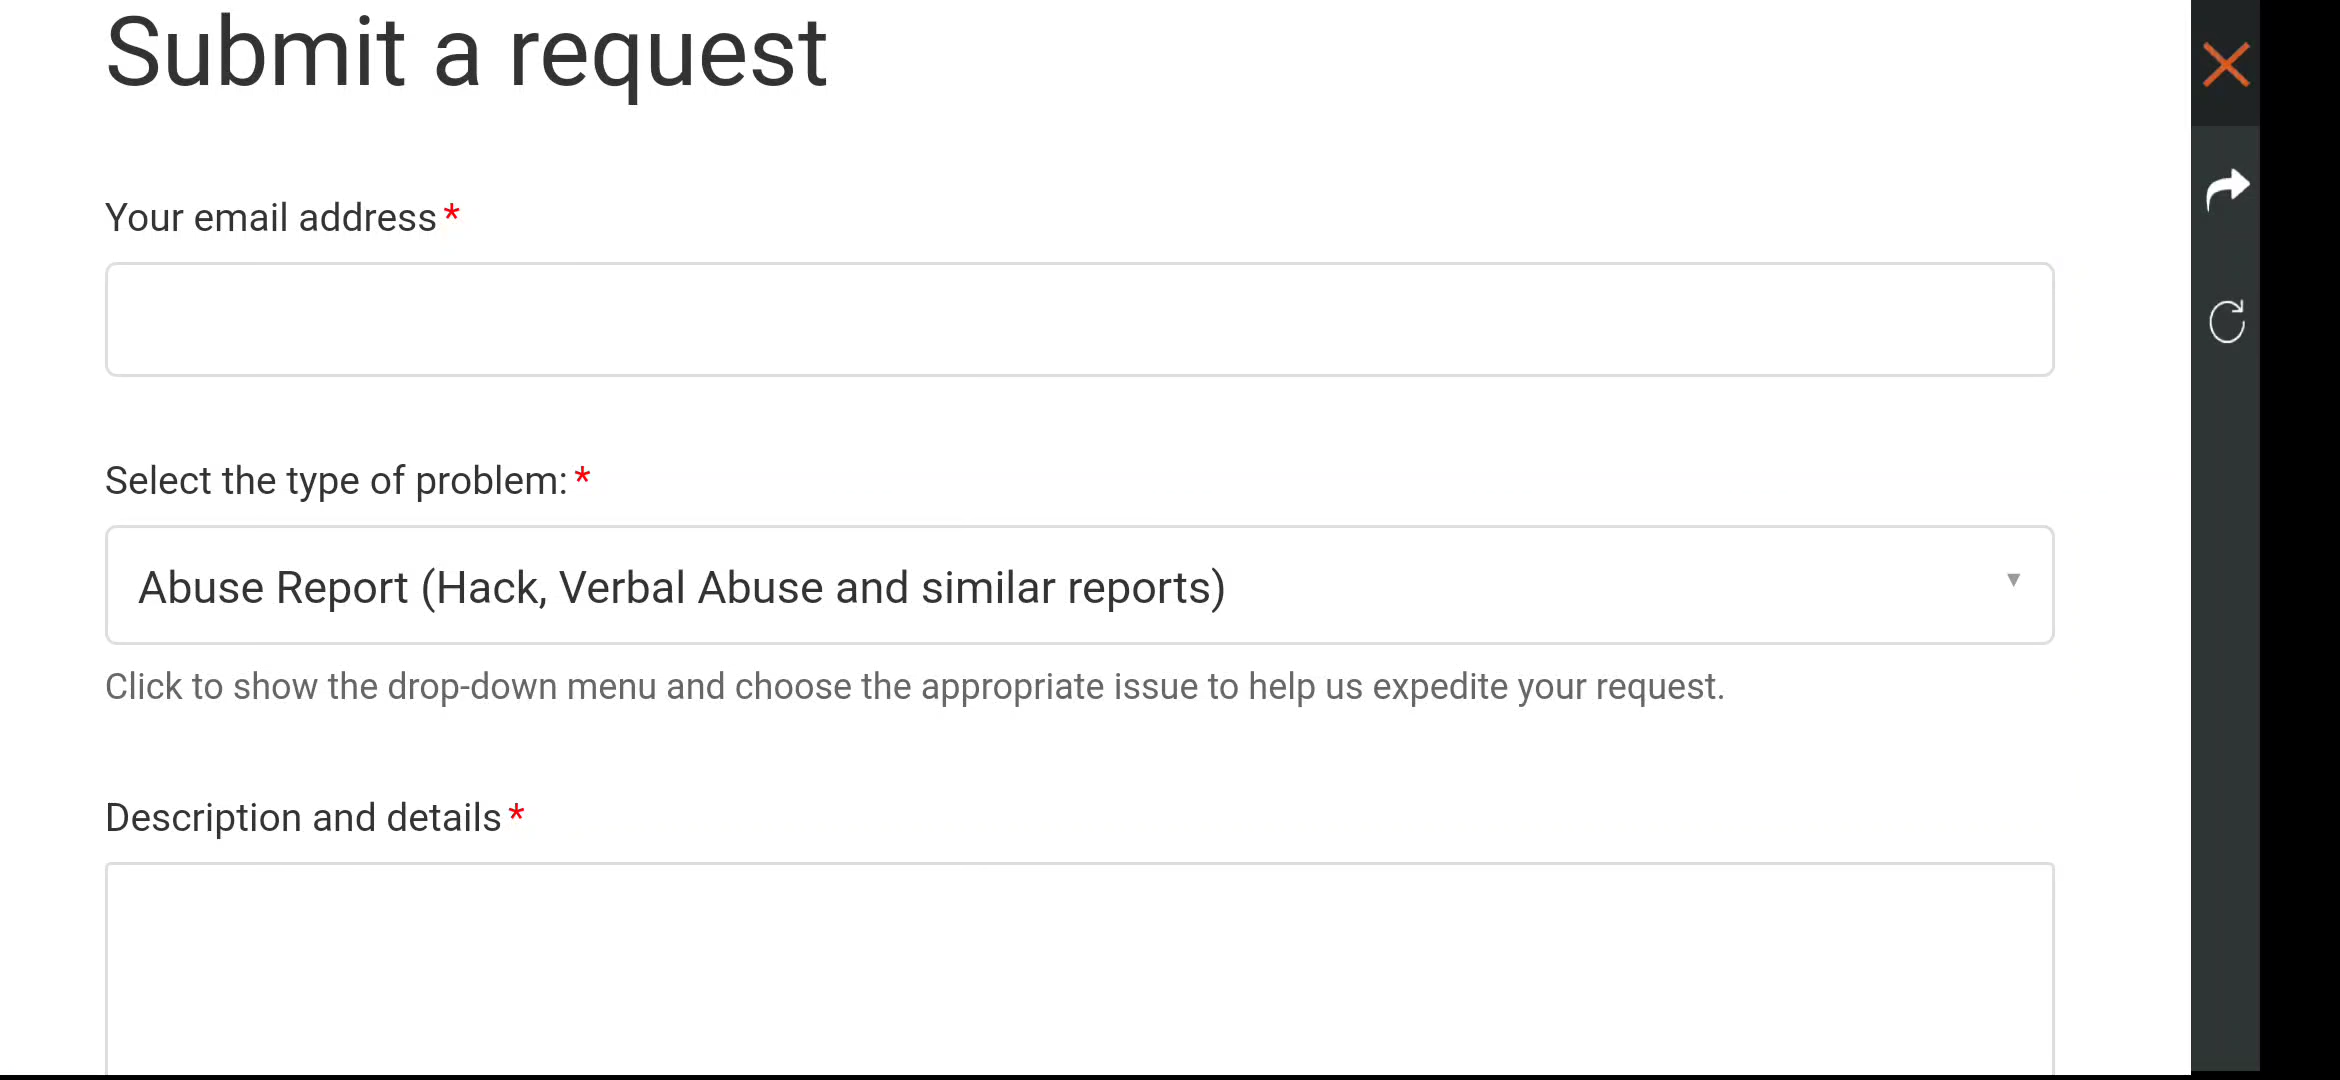 Submit a request
Your email address *
Select the type of problem: *
Abuse Report (Hack, Verbal Abuse and similar reports)
Click to show the drop-down menu and choose the appropriate issue to help us expedite your request.
Description and details *